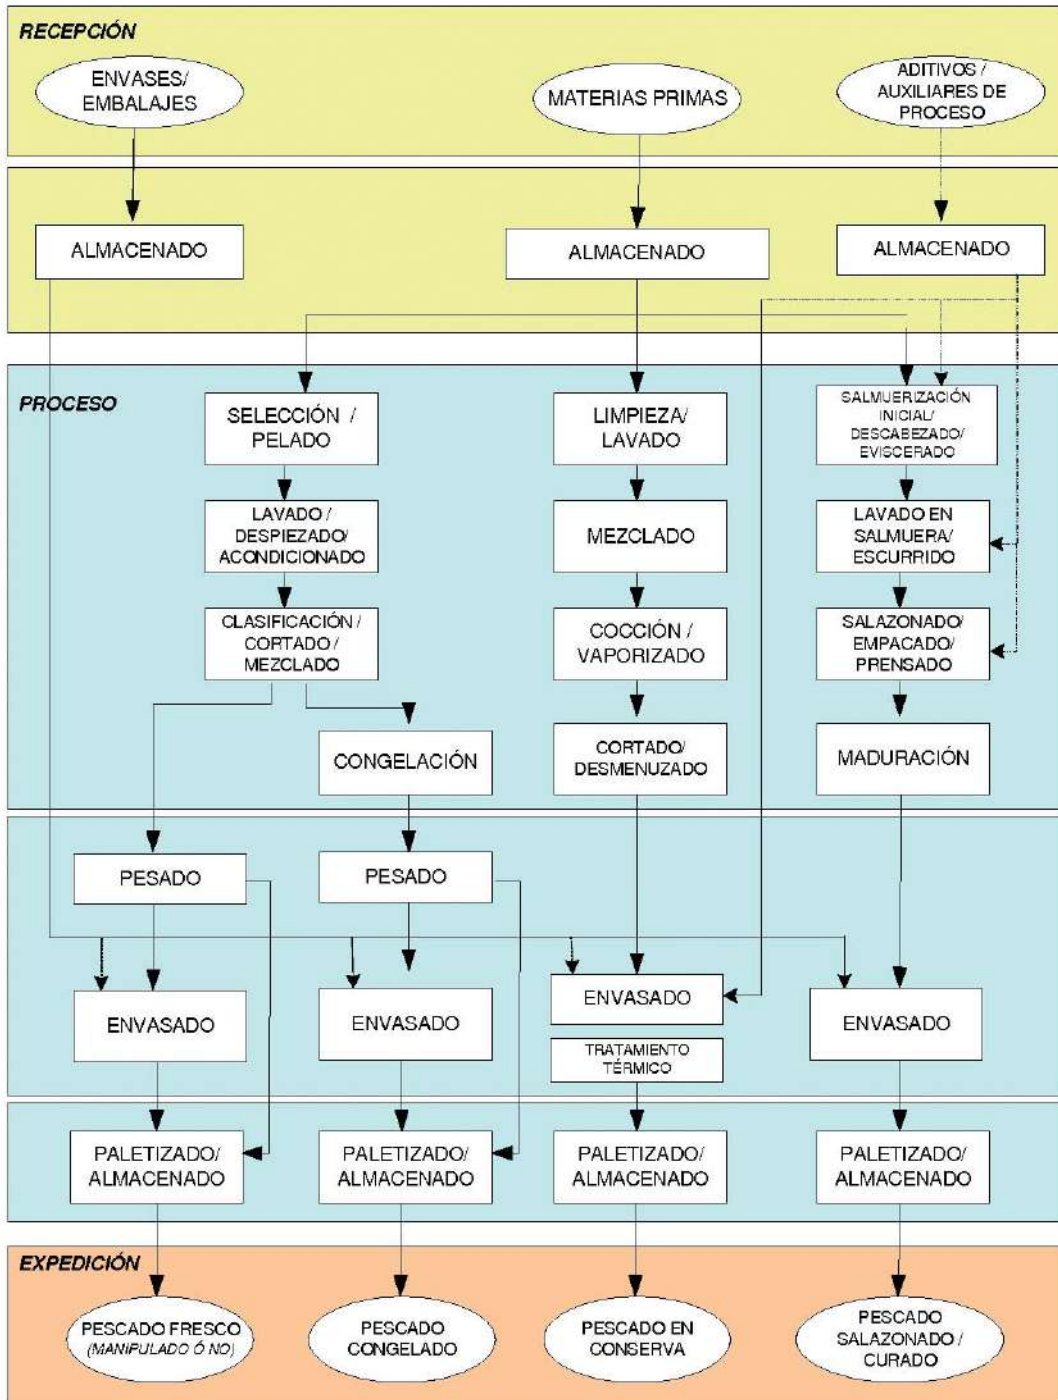 RECEPCIÓN
ENVASES/
EMBALAJES
MATERIAS PRIMAS
ADITIVOS /
AUXILIARES DE
PROCESO
ALMACENADO
ALMACENADO
ALMACENADO
PROCESO
SELECCIÓN /
PELADO
LIMPIEZA/
LAVADO
SALMUERIZACIÓN
INICIAL/
DESCABEZADO/
EVISCERADO
LAVADO /
DESPIEZADO/
ACONDICIONADO
MEZCLADO
LAVADO EN
SALMUERA/
ESCURRIDO
CLASIFICACIÓN /
CORTADO /
MEZCLADO
COCCIÓN /
VAPORIZADO
SALAZONADO/
EMPACADO/
PRENSADO
CONGELACIÓN
CORTADO/
DESMENUZADO
MADURACIÓN
PESADO
PESADO
ENVASADO
ENVASADO
ENVASADO
ENVASADO
TRATAMIENTO
TÉRMICO
PALETIZADO/
ALMACENADO
PALETIZADO/
ALMACENADO
PALETIZADO/
ALMACENADO
PALETIZADO/
ALMACENADO
EXPEDICIÓN
PESCADO FRESCO
(MANIPULADO Ó NO)
PESCADO
CONGELADO
PESCADO EN
CONSERVA
PESCADO
SALAZONADO /
CURADO